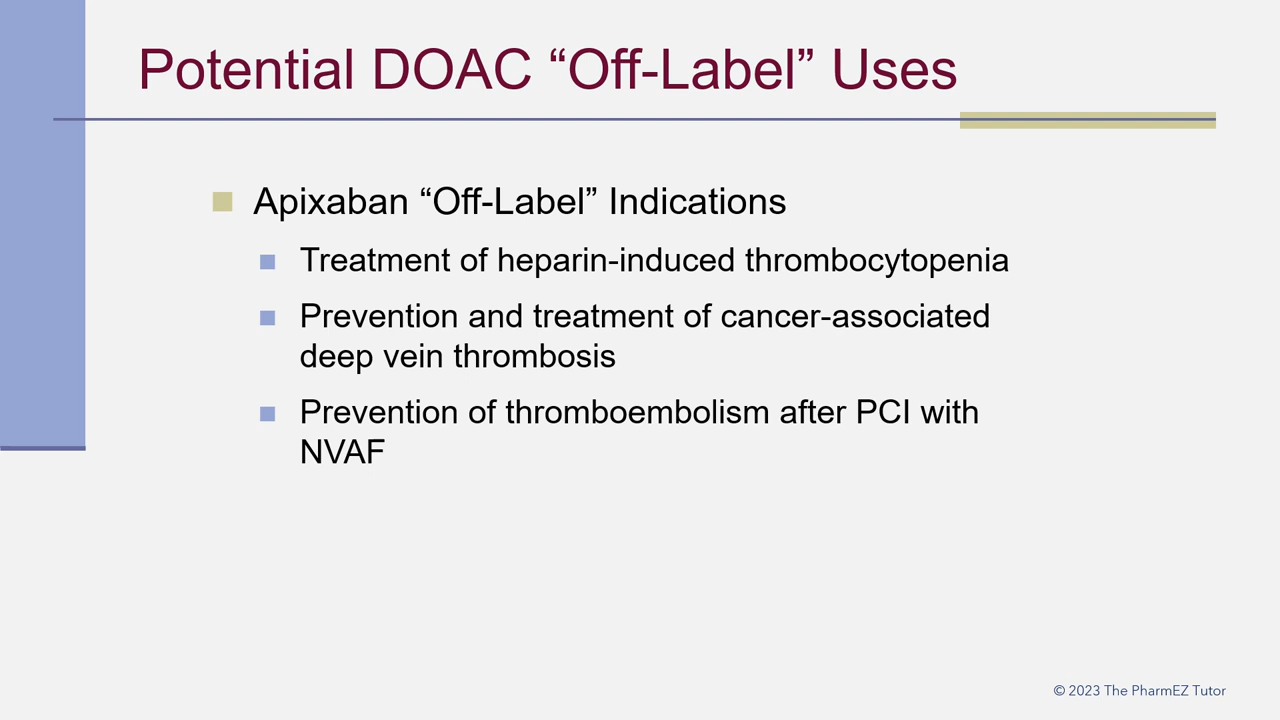 Potential DOAC “Off-Label” Uses
Apixaban “Off-Label” Indications
Treatment of heparin-induced thrombocytopenia
Prevention and treatment of cancer-associated
deep vein thrombosis
Prevention of thromboembolism after PCI with
NVAF
© 2023 The PharmEZ Tutor